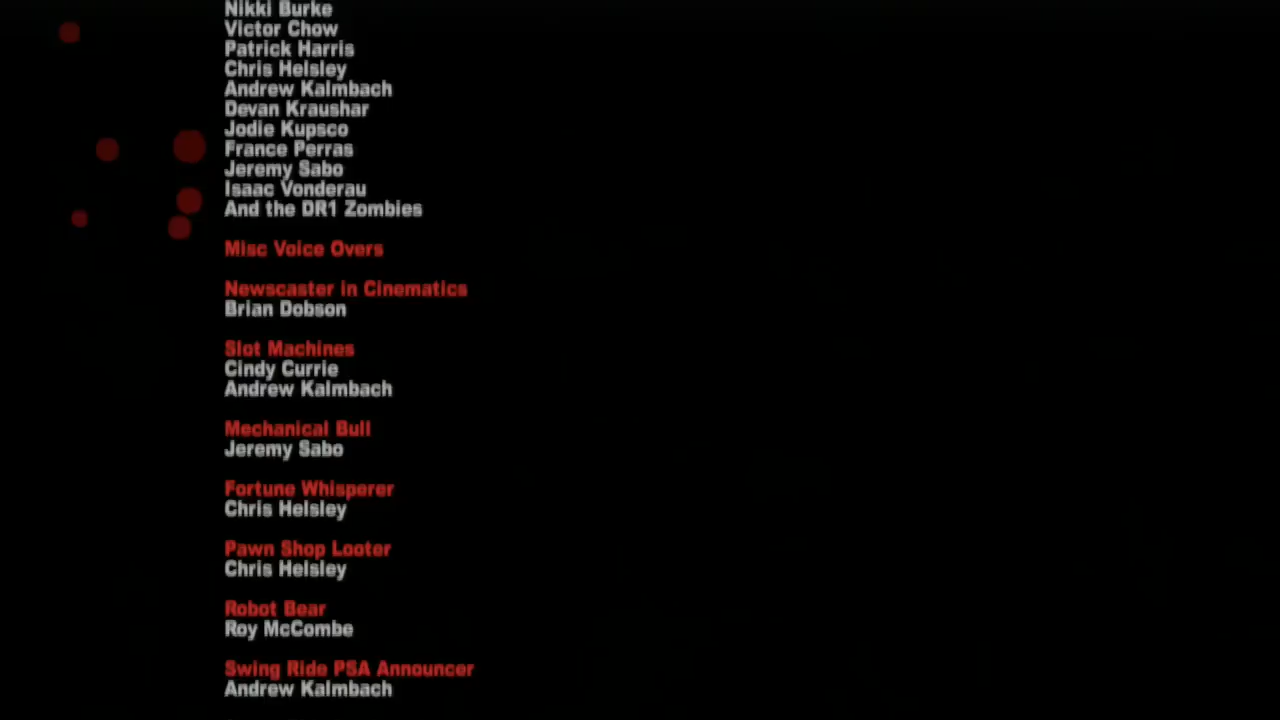 Nikki Burke
Victor Chow
Patrick Harris
Chris Helsley
Andrew Kalmbach
Devan Kraushar
Jodie Kupsco
France Perras
Jeremy Sabo
Isaac Vonderau
And the DR1 Zombies
Misc Voice Overs
Newscaster in Cinematics
Brian Dobson
Slot Machines
Cindy Currie
Andrew Kalmbach
Mechanical Bull
Jeremy Sabo
Fortune Whisperer
Chris Helsley
Pawn Shop Looter
Chris Helsley
Robot Bear
Roy McCombe
Swing Ride PSA Announcer
Andrew Kalmbach